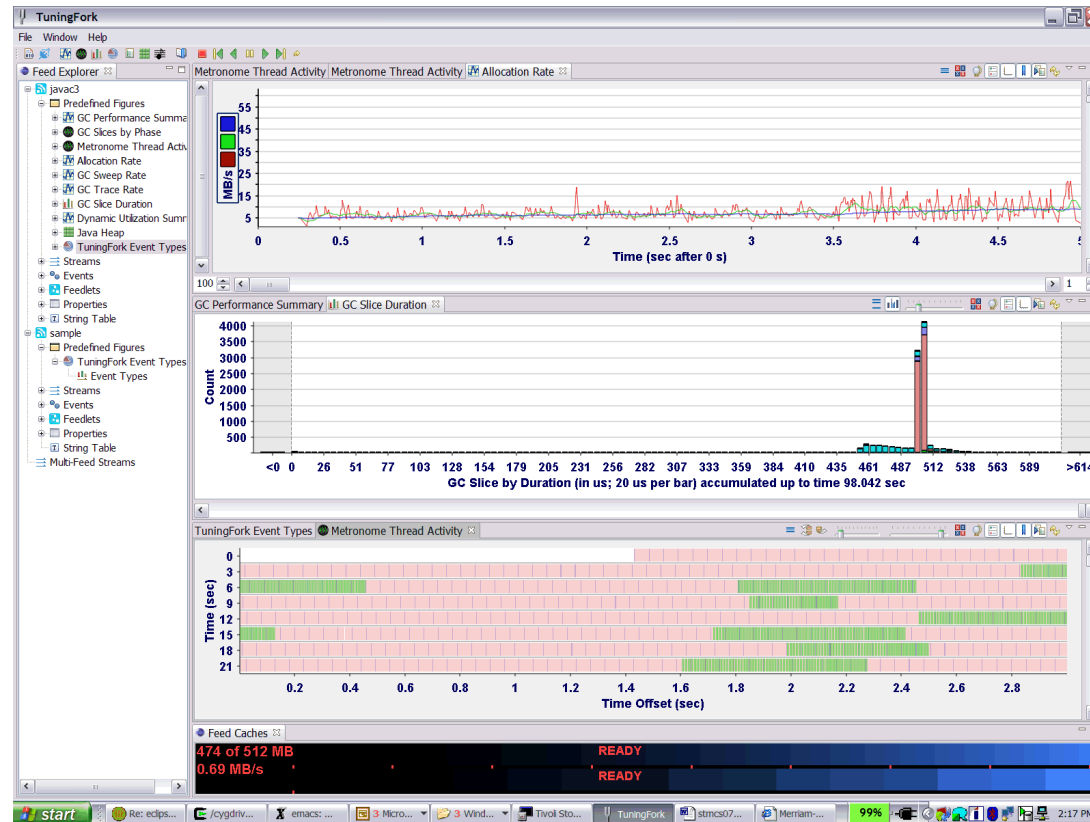 TuningFork
File Window Help
Feed Explorer
javac3
Predefined Figures
GC Performance Summa
GC Slices by Phase
Metronome Thread Activ
Allocation Rate
GC Sweep Rate
GC Trace Rate
GC Slice Duration
Dynamic Utilization Summ
Java Heap
TuningFork Event Types
Streams
Events
Feedlets
Properties
String Table
sample
Predefined Figures
TuningFork Event Types
Event Types
Streams
Events
Feedlets
Properties
String Table
Multi-Feed Streams
Metronome Thread Activity Metronome Thread Activity Allocation Rate
55
45
35
25
15
5
MB/s
0 0.5 1 1.5 2 2.5 3 3.5 4 4.5 5
Time (sec after 0 s)
100 1
GC Performance Summary GC Slice Duration
4000
3500
3000
2500
2000
1500
1000
500
Count
<0 0 26 51 77 103 128 154 179 205 231 256 282 307 333 359 384 410 435 461 487 512 538 563 589 >614
GC Slice by Duration (in us; 20 us per bar) accumulated up to time 98.042 sec
TuningFork Event Types Metronome Thread Activity
0
3
6
9
12
15
18
21
Time (sec)
0.2 0.4 0.6 0.8 1 1.2 1.4 1.6 1.8 2 2.2 2.4 2.6 2.8
Time Offset (sec)
Feed Caches
474 of 512 MB READY
0.69 MB/s
READY
start Re: eclips... /cygdriv... emacs: ... 3 Micro... 3 Wind... Tivoli Sto... TuningFork stmcs07... Merriam-... 99% 2:17 PM